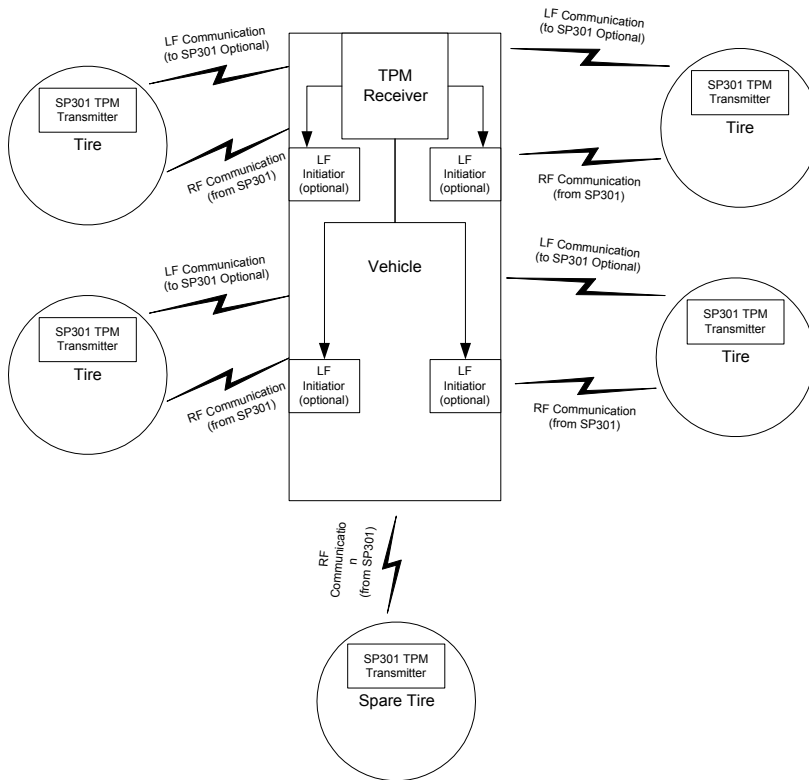 LF Communication
(to SP301 Optional)
LF Communication
(to SP301 Optional)
TPM
Receiver
SP301 TPM
Transmitter
Tire
SP301 TPM
Transmitter
Tire
RF Communication
(from SP301)
LF
Initiatior
(optional)
LF
Initiatior
(optional)
RF Communication
(from SP301)
LF Communication
(to SP301 Optional)
Vehicle
LF Communication
(to SP301 Optional)
SP301 TPM
Transmitter
Tire
SP301 TPM
Transmitter
Tire
RF Communication
(from SP301)
LF
Initiatior
(optional)
LF
Initiatior
(optional)
RF Communication
(from SP301)
RF
Communicatio
n
(from SP301)
SP301 TPM
Transmitter
Spare Tire